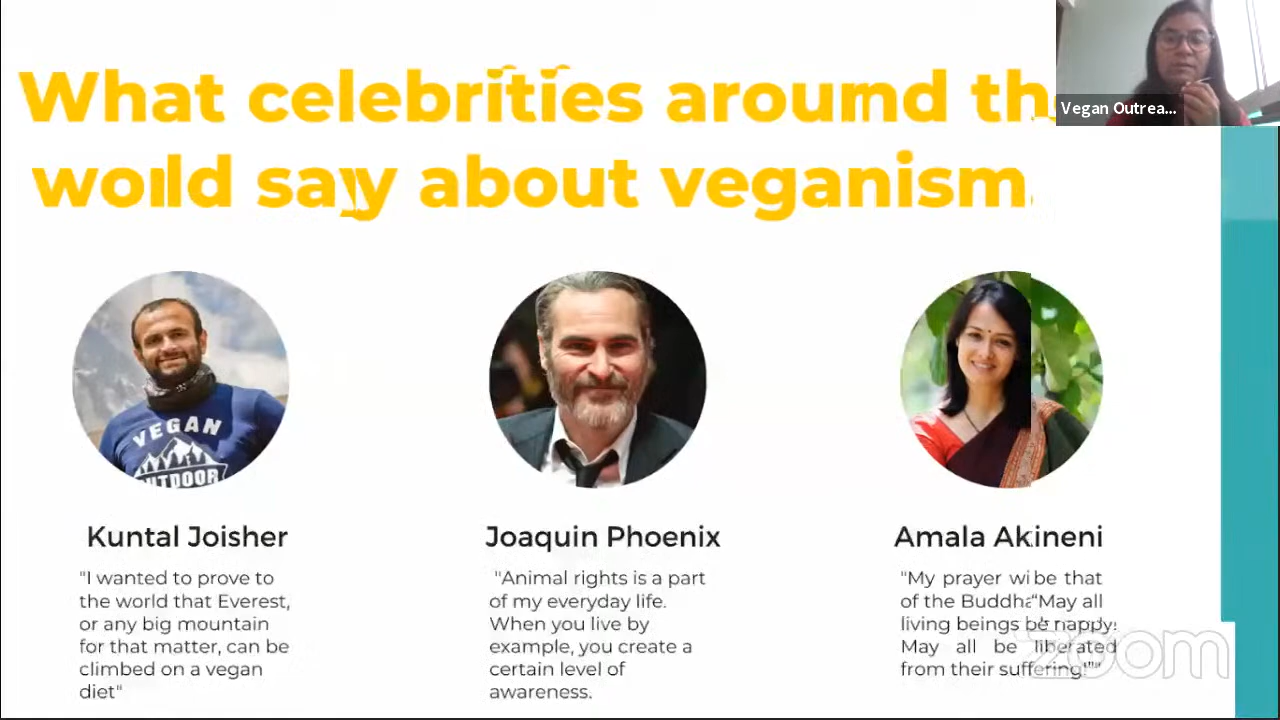 What celebrities around th
world say about veganism
Vegan Outrea...
VEGAN
OUTDOOR
Kuntal Joisher
"I wanted to prove to
the world that Everest,
or any big mountain
for that matter, can be
climbed on a vegan
diet"
Joaquin Phoenix
"Animal rights is a part
of my everyday life.
When you live by
example, you create a
certain level of
awareness.
Amala Akineni
"My prayer wi be that
of the Buddha “May all
living beings be happy!
May all be liberated
from their suffering!”"
zoom